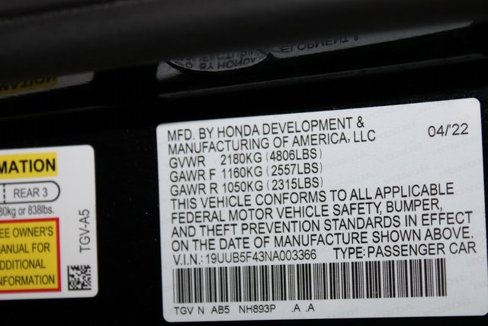 MFD. BY HONDA DEVELOPMENT &
MANUFACTURING OF AMERICA, LLC 04/22
GVWR 2180KG (4806LBS)
GAWR F 1160KG (2557LBS)
GAWR R 1050KG (2315LBS)
THIS VEHICLE CONFORMS TO ALL APPLICABLE
FEDERAL MOTOR VEHICLE SAFETY, BUMPER,
AND THEFT PREVENTION STANDARDS IN EFFECT
ON THE DATE OF MANUFACTURE SHOWN ABOVE.
V.I.N.: 19UUB5F43NA003366 TYPE: PASSENGER CAR
TGV N AB5 NH893P A A
MATION
REAR 3
80kg or 838lbs.
EE OWNER'S
MANUAL FOR
ADDITIONAL
INFORMATION
TGV-A5